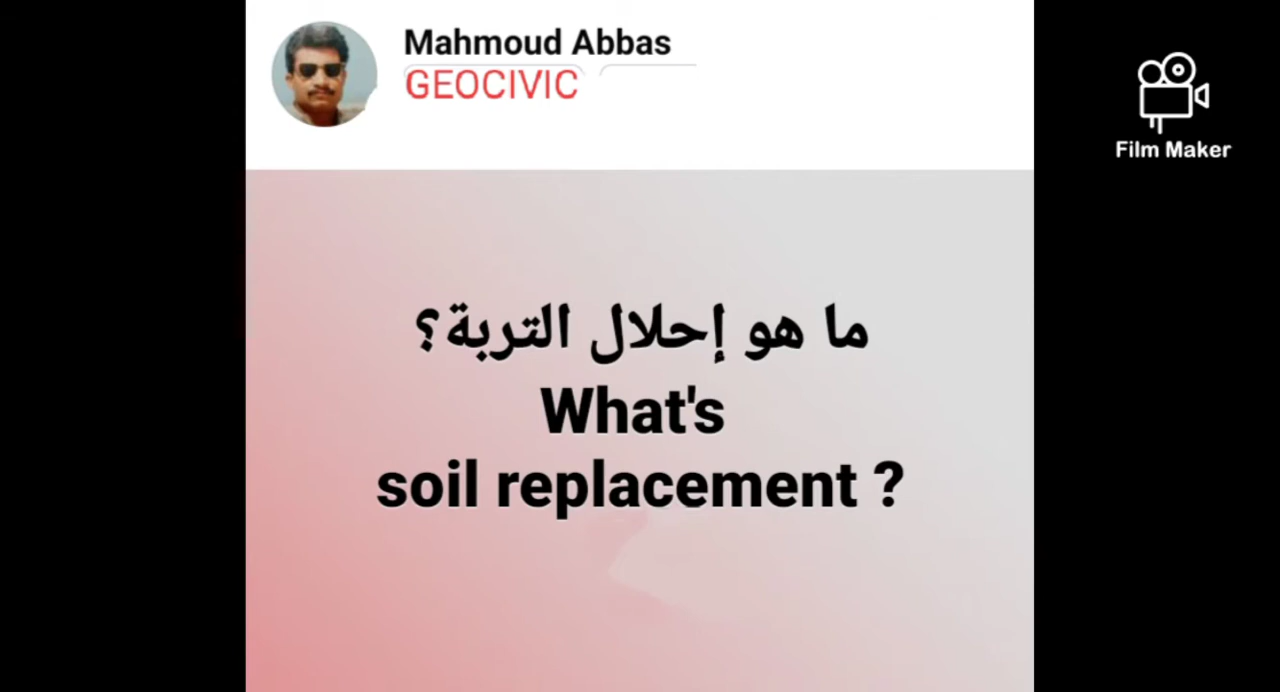 Mahmoud Abbas
GEOCIVIC
Film Maker
ما هو إحلال التربة؟
What's
soil replacement ?